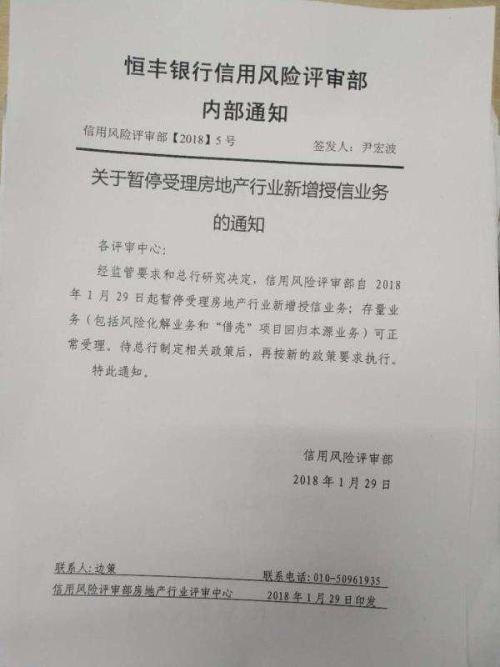 恒丰银行信用风险评审部
内部通知
信用风险评审部【2018】5号 签发人：尹宏波
关于暂停受理房地产行业新增授信业务
的通知
各评审中心：
经监管要求和总行研究决定，信用风险评审部自 2018
年 1 月 29 日起暂停受理房地产行业新增授信业务；存量业
务（包括风险化解业务和“借壳”项目回归本源业务）可正
常受理。待总行制定相关政策后，再按新的政策要求执行。
特此通知。
信用风险评审部
2018 年 1 月 29 日
联系人:边策 联系电话:010-50961935
信用风险评审部房地产行业评审中心 2018 年 1 月 29 日印发